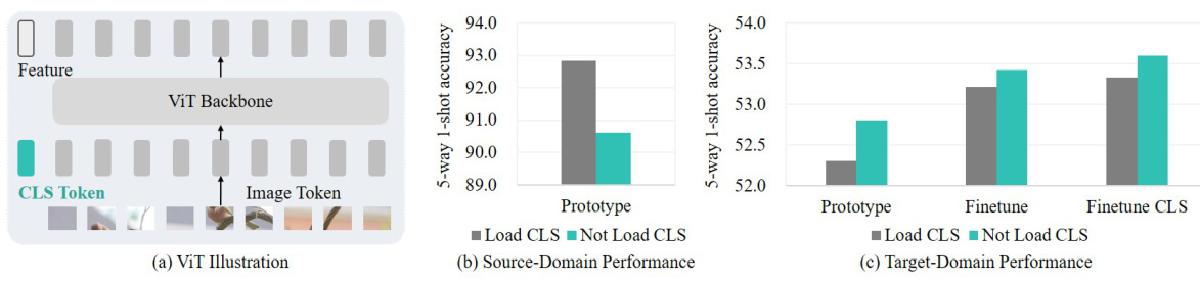 Feature
ViT Backbone
CLS Token
Image Token
(a) ViT Illustration
5-way 1-shot accuracy
94.0
93.0
92.0
91.0
90.0
89.0
Prototype
Load CLS Not Load CLS
(b) Source-Domain Performance
5-way 1-shot accuracy
54.0
53.5
53.0
52.5
52.0
Prototype Finetune Finetune CLS
Load CLS Not Load CLS
(c) Target-Domain Performance